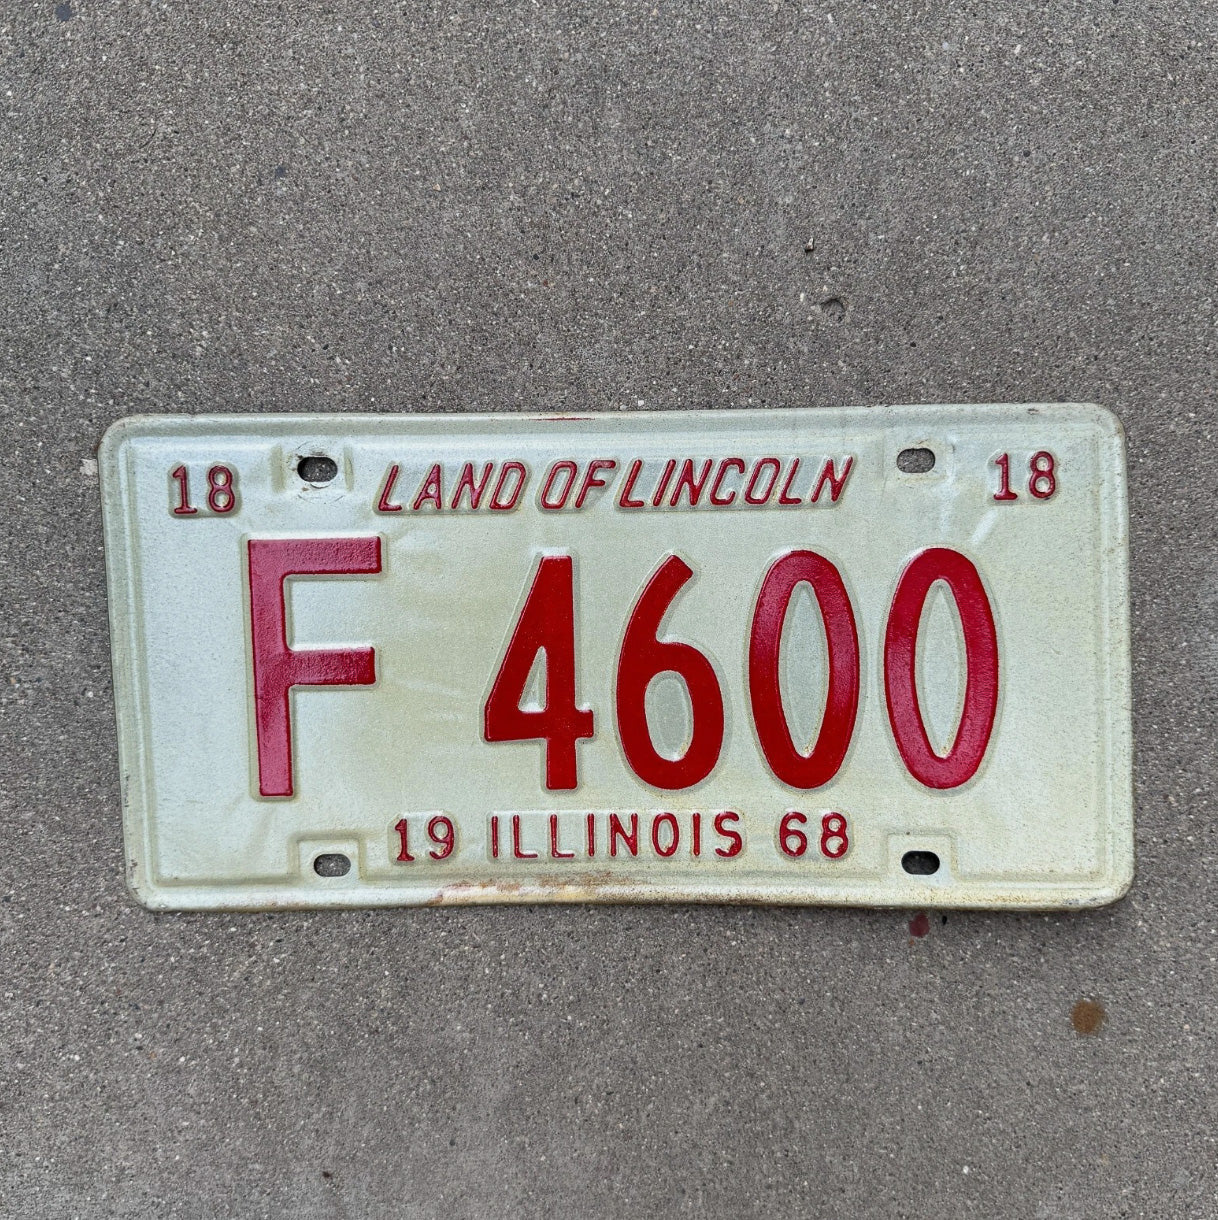 18 LAND OF LINCOLN 18
F 4600
19 ILLINOIS 68